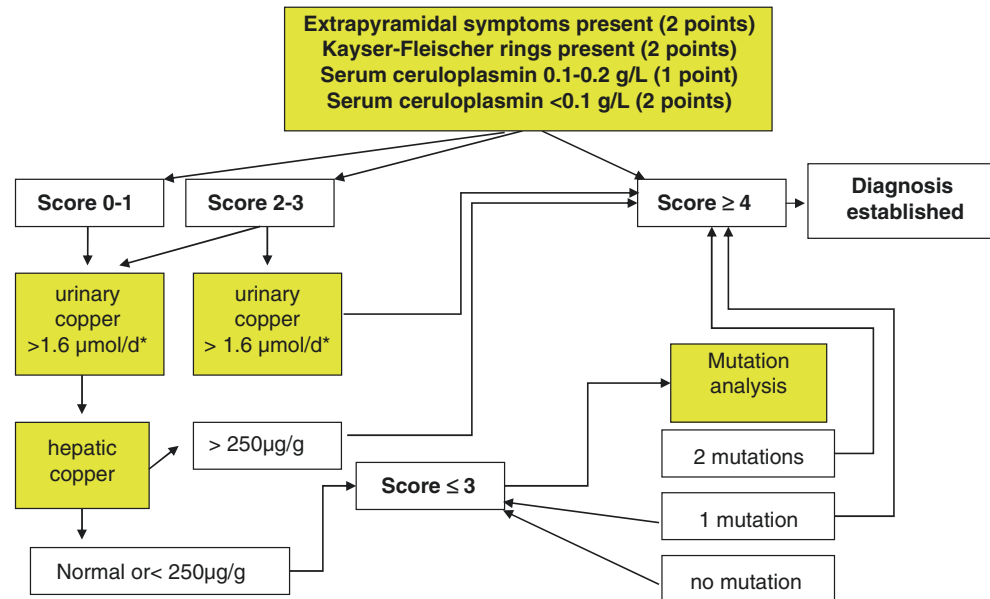 Extrapyramidal symptoms present (2 points)
Kayser-Fleischer rings present (2 points)
Serum ceruloplasmin 0.1-0.2 g/L (1 point)
Serum ceruloplasmin <0.1 g/L (2 points)
Score 0-1
Score 2-3
Score ≥ 4
Diagnosis
established
urinary
copper
>1.6 µmol/d*
urinary
copper
> 1.6 µmol/d*
Mutation
analysis
hepatic
copper
> 250µg/g
2 mutations
Score ≤ 3
1 mutation
Normal or< 250µg/g
no mutation